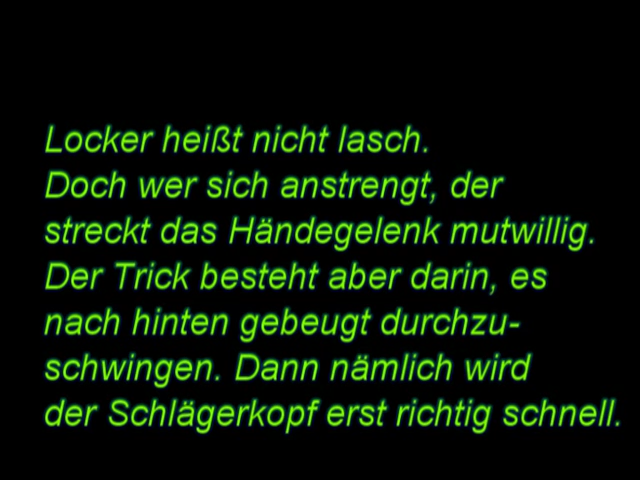 Locker heißt nicht lasch.
Doch wer sich anstrengt, der
streckt das Händegelenk mutwillig.
Der Trick besteht aber darin, es
nach hinten gebeugt durchzu-
schwingen. Dann nämlich wird
der Schlägerkopf erst richtig schnell.